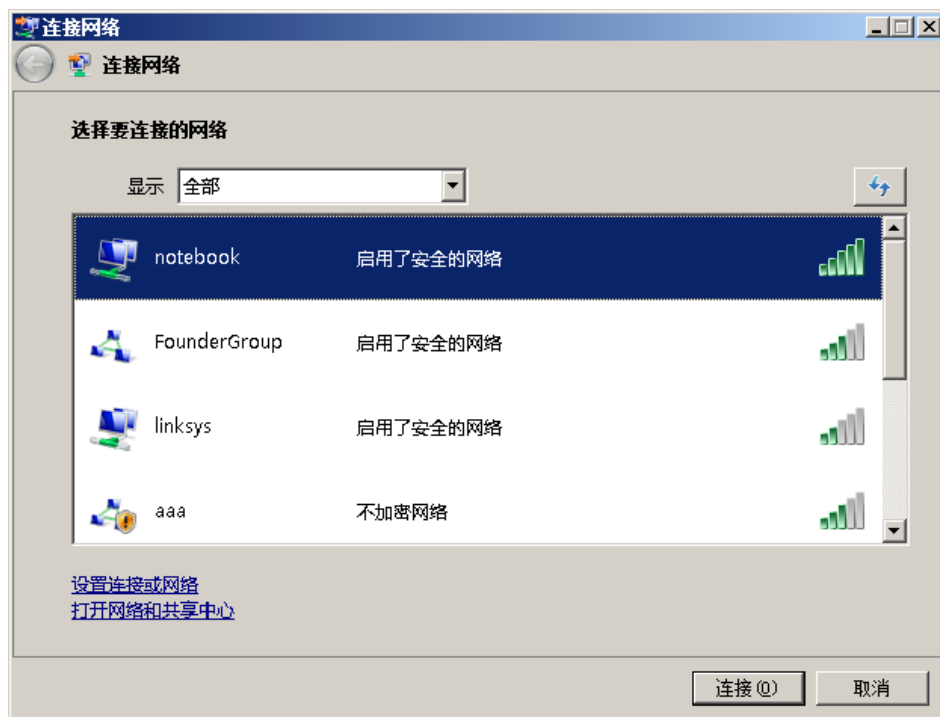 连接网络
连接网络
选择要连接的网络
显示 全部
notebook 启用了安全的网络
FounderGroup 启用了安全的网络
linksys 启用了安全的网络
aaa 不加密网络
设置连接或网络
打开网络和共享中心
连接(O) 取消